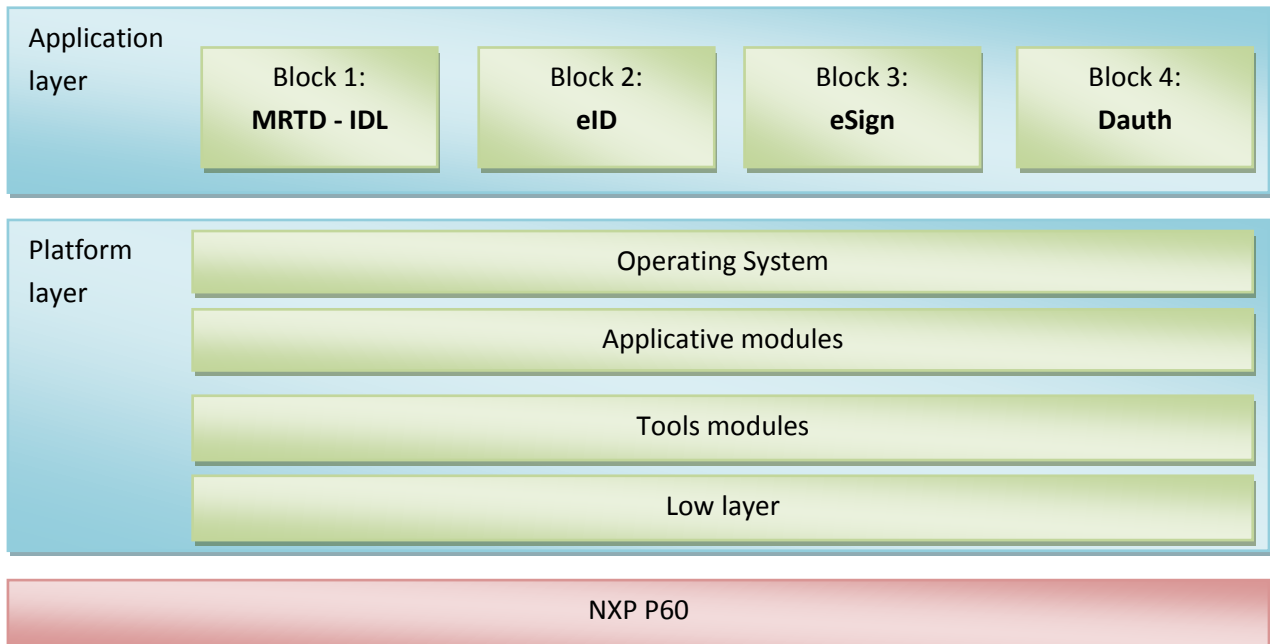 Application
layer
Block 1:
MRTD - IDL
Block 2:
eID
Block 3:
eSign
Block 4:
Dauth
Platform
layer
Operating System
Applicative modules
Tools modules
Low layer
NXP P60